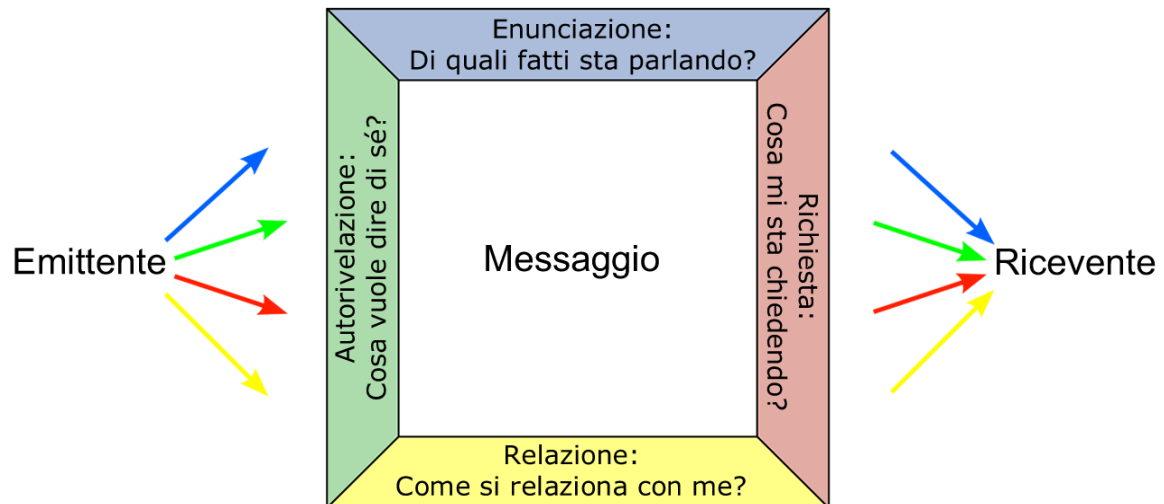 Enunciazione:
Di quali fatti sta parlando?
Emittente
Autorivelazione:
Cosa vuole dire di sé?
Messaggio
Richiesta:
Cosa mi sta chiedendo?
Ricevente
Relazione:
Come si relaziona con me?